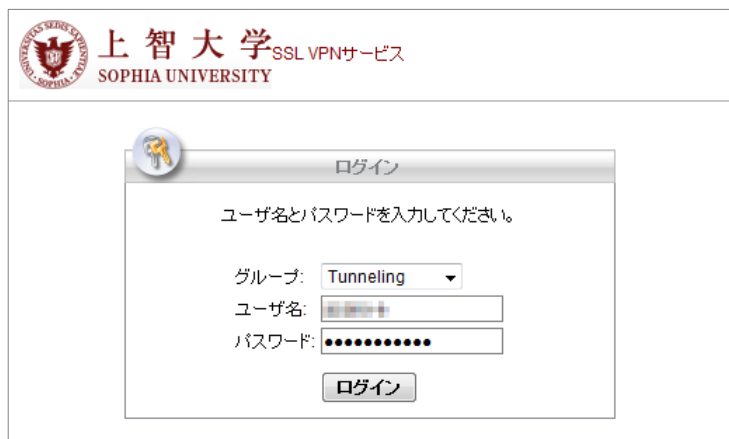 上智大学SSL VPNサービス
SOPHIA UNIVERSITY
ログイン
ユーザ名とパスワードを入力してください。
グループ: Tunneling
ユーザ名:
パスワード: ●●●●●●●●●●●
ログイン